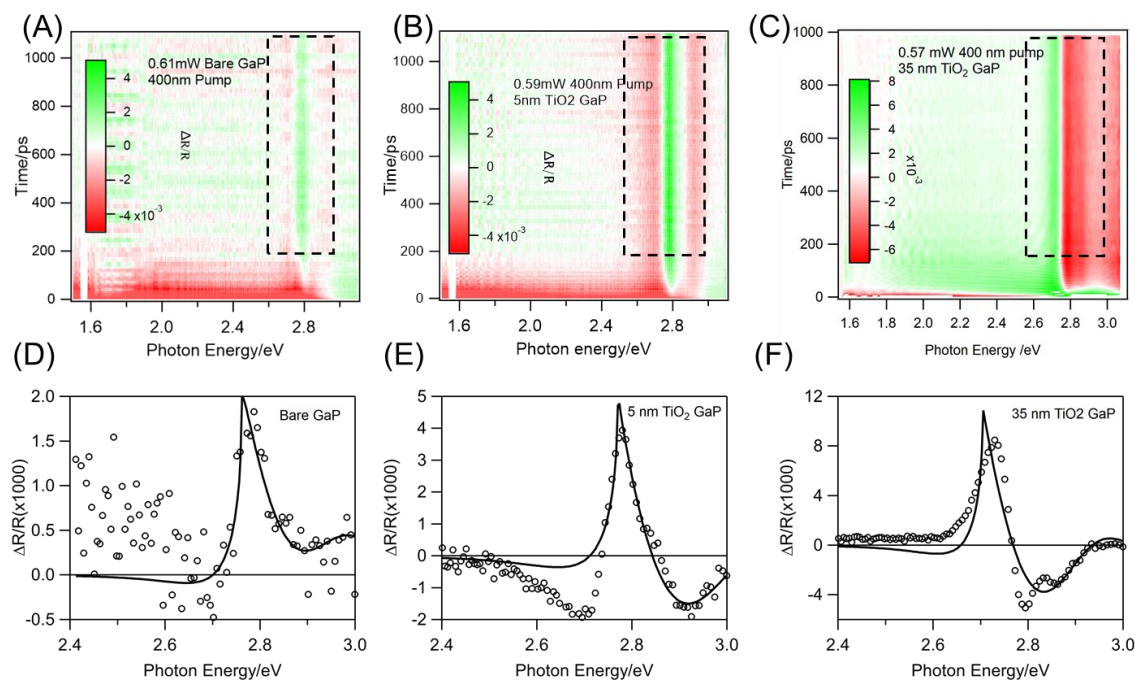 (A)
1000
800
600
400
200
0
Time/ps
4
2
0
-2
-4 x10⁻³
ΔR/R
0.61mW Bare GaP
400nm Pump
1.6
2.0
2.4
2.8
Photon Energy/eV
(B)
1000
800
600
400
200
0
Time/ps
4
2
0
-2
-4 x10⁻³
ΔR/R
0.59mW 400nm Pump
5nm TiO2 GaP
1.6
2.0
2.4
2.8
Photon energy/eV
(C)
1000
800
600
400
200
0
Time/ps
8
6
4
2
0
-2
-4
-6
x10⁻³
0.57 mW 400 nm pump
35 nm TiO₂ GaP
1.6
1.8
2.0
2.2
2.4
2.6
2.8
3.0
Photon Energy /eV
(D)
2.0
1.5
1.0
0.5
0.0
-0.5
ΔR/R(x1000)
Bare GaP
2.4
2.6
2.8
3.0
Photon Energy/eV
(E)
5
4
3
2
1
0
-1
-2
ΔR/R(x1000)
5 nm TiO₂ GaP
2.4
2.6
2.8
3.0
Photon Energy/eV
(F)
12
8
4
0
-4
ΔR/R(x1000)
35 nm TiO2 GaP
2.4
2.6
2.8
3.0
Photon Energy/eV